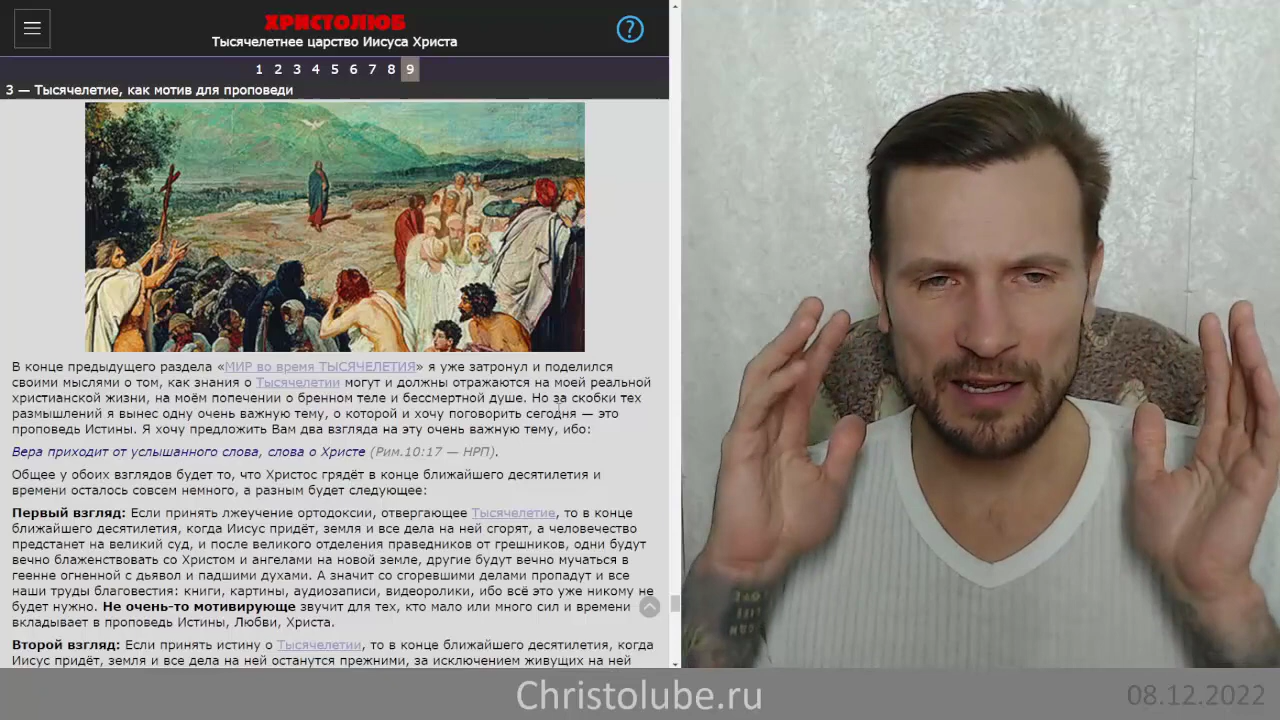 ХРИСТОЛЮБ
Тысячелетнее царство Иисуса Христа
?
1 2 3 4 5 6 7 8 9
3 — Тысячелетие, как мотив для проповеди
В конце предыдущего раздела «МИР во время ТЫСЯЧЕЛЕТИЯ» я уже затронул и поделился
своими мыслями о том, как знания о Тысячелетии могут и должны отражаются на моей реальной
христианской жизни, на моём попечении о бренном теле и бессмертной душе. Но за скобки тех
размышлений я вынес одну очень важную тему, о которой и хочу поговорить сегодня — это
проповедь Истины. Я хочу предложить Вам два взгляда на эту очень важную тему, ибо:
Вера приходит от услышанного слова, слова о Христе (Рим.10:17 — НРП).
Общее у обоих взглядов будет то, что Христос грядёт в конце ближайшего десятилетия и
времени осталось совсем немного, а разным будет следующее:
Первый взгляд: Если принять лжеучение ортодоксии, отвергающее Тысячелетие, то в конце
ближайшего десятилетия, когда Иисус придёт, земля и все дела на ней сгорят, а человечество
предстанет на великий суд, и после великого отделения праведников от грешников, одни будут
вечно блаженствовать со Христом и ангелами на новой земле, другие будут вечно мучаться в
геенне огненной с дьявол и падшими духами. А значит со сгоревшими делами пропадут и все
наши труды благовестия: книги, картины, аудиозаписи, видеоролики, ибо всё это уже никому не
будет нужно. Не очень-то мотивирующе звучит для тех, кто мало или много сил и времени
вкладывает в проповедь Истины, Любви, Христа.
Второй взгляд: Если принять истину о Тысячелетии, то в конце ближайшего десятилетия, когда
Иисус придёт, земля и все дела на ней останутся прежними, за исключением живущих на ней
Christolube.ru
08.12.2022